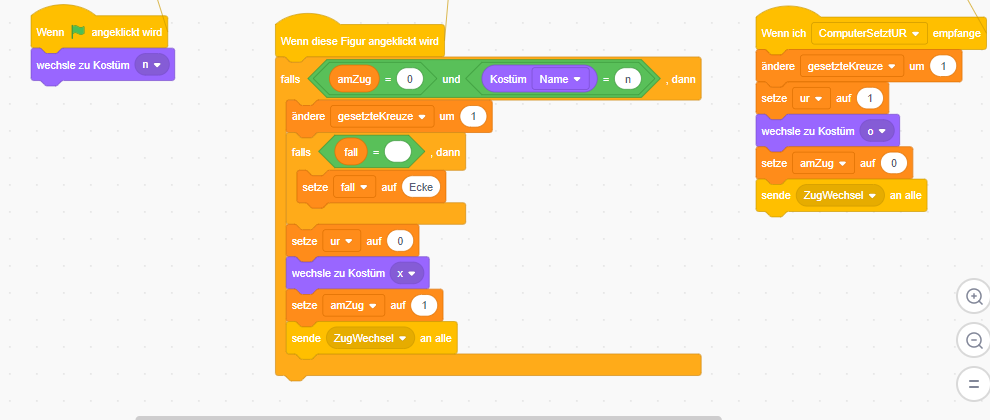 Wenn angeklickt wird
wechsle zu Kostüm n
Wenn diese Figur angeklickt wird
falls amZug = 0 und Kostüm Name = n , dann
ändere gesetzteKreuze um 1
falls fall = , dann
setze fall auf Ecke
setze ur auf 0
wechsle zu Kostüm x
setze amZug auf 1
sende ZugWechsel an alle
Wenn ich ComputerSetztUR empfange
ändere gesetzteKreuze um 1
setze ur auf 1
wechsle zu Kostüm o
setze amZug auf 0
sende ZugWechsel an alle